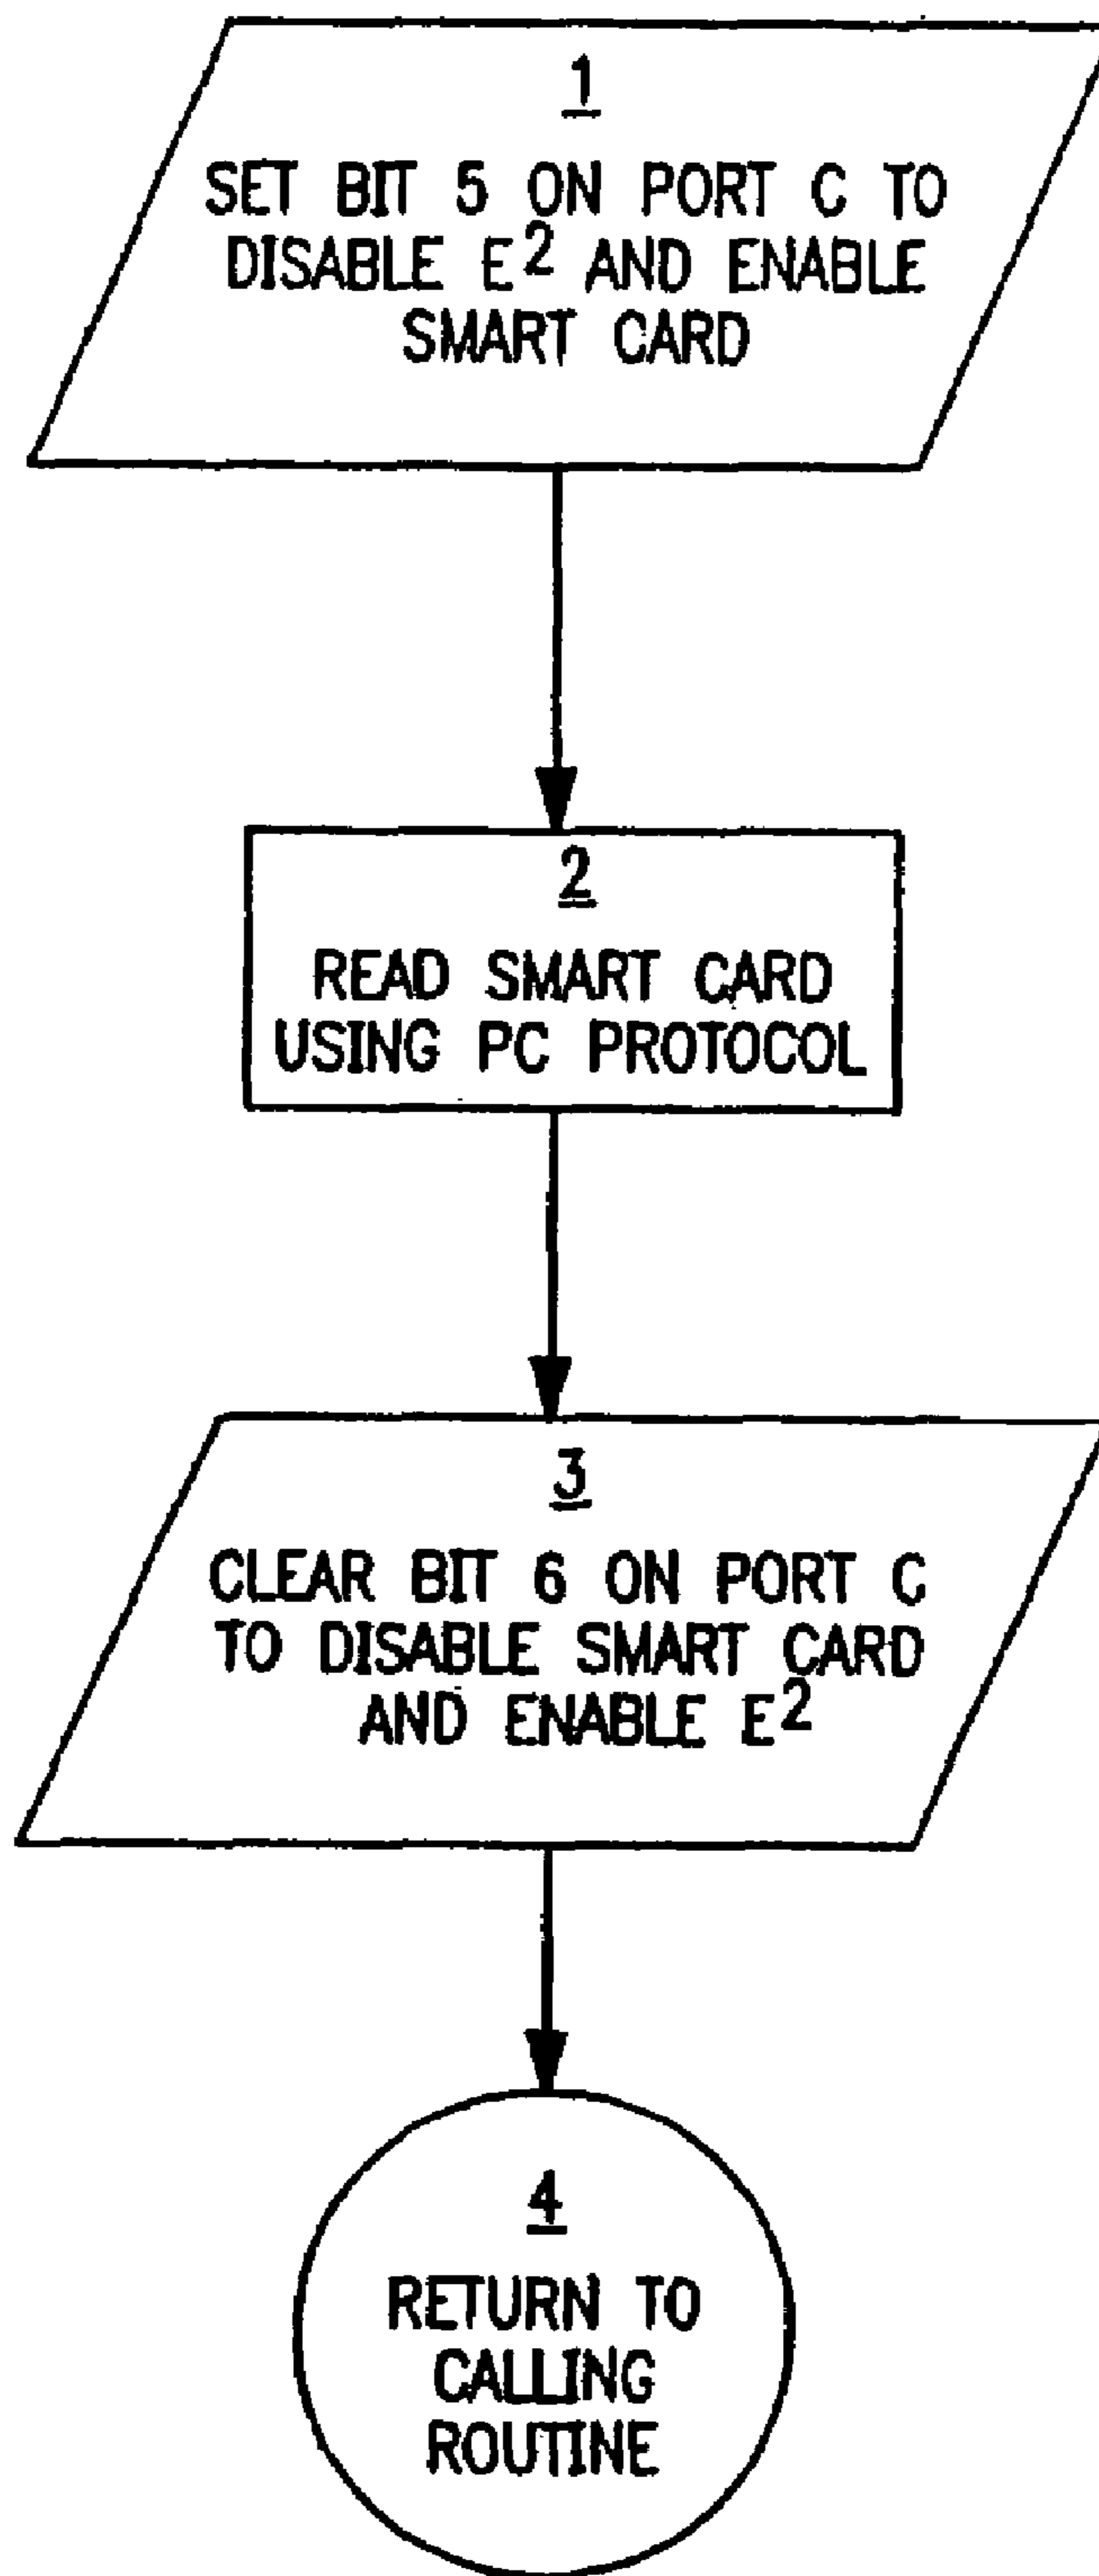 1
SET BIT 5 ON PORT C TO
DISABLE E² AND ENABLE
SMART CARD
2
READ SMART CARD
USING PC PROTOCOL
3
CLEAR BIT 6 ON PORT C
TO DISABLE SMART CARD
AND ENABLE E²
4
RETURN TO
CALLING
ROUTINE